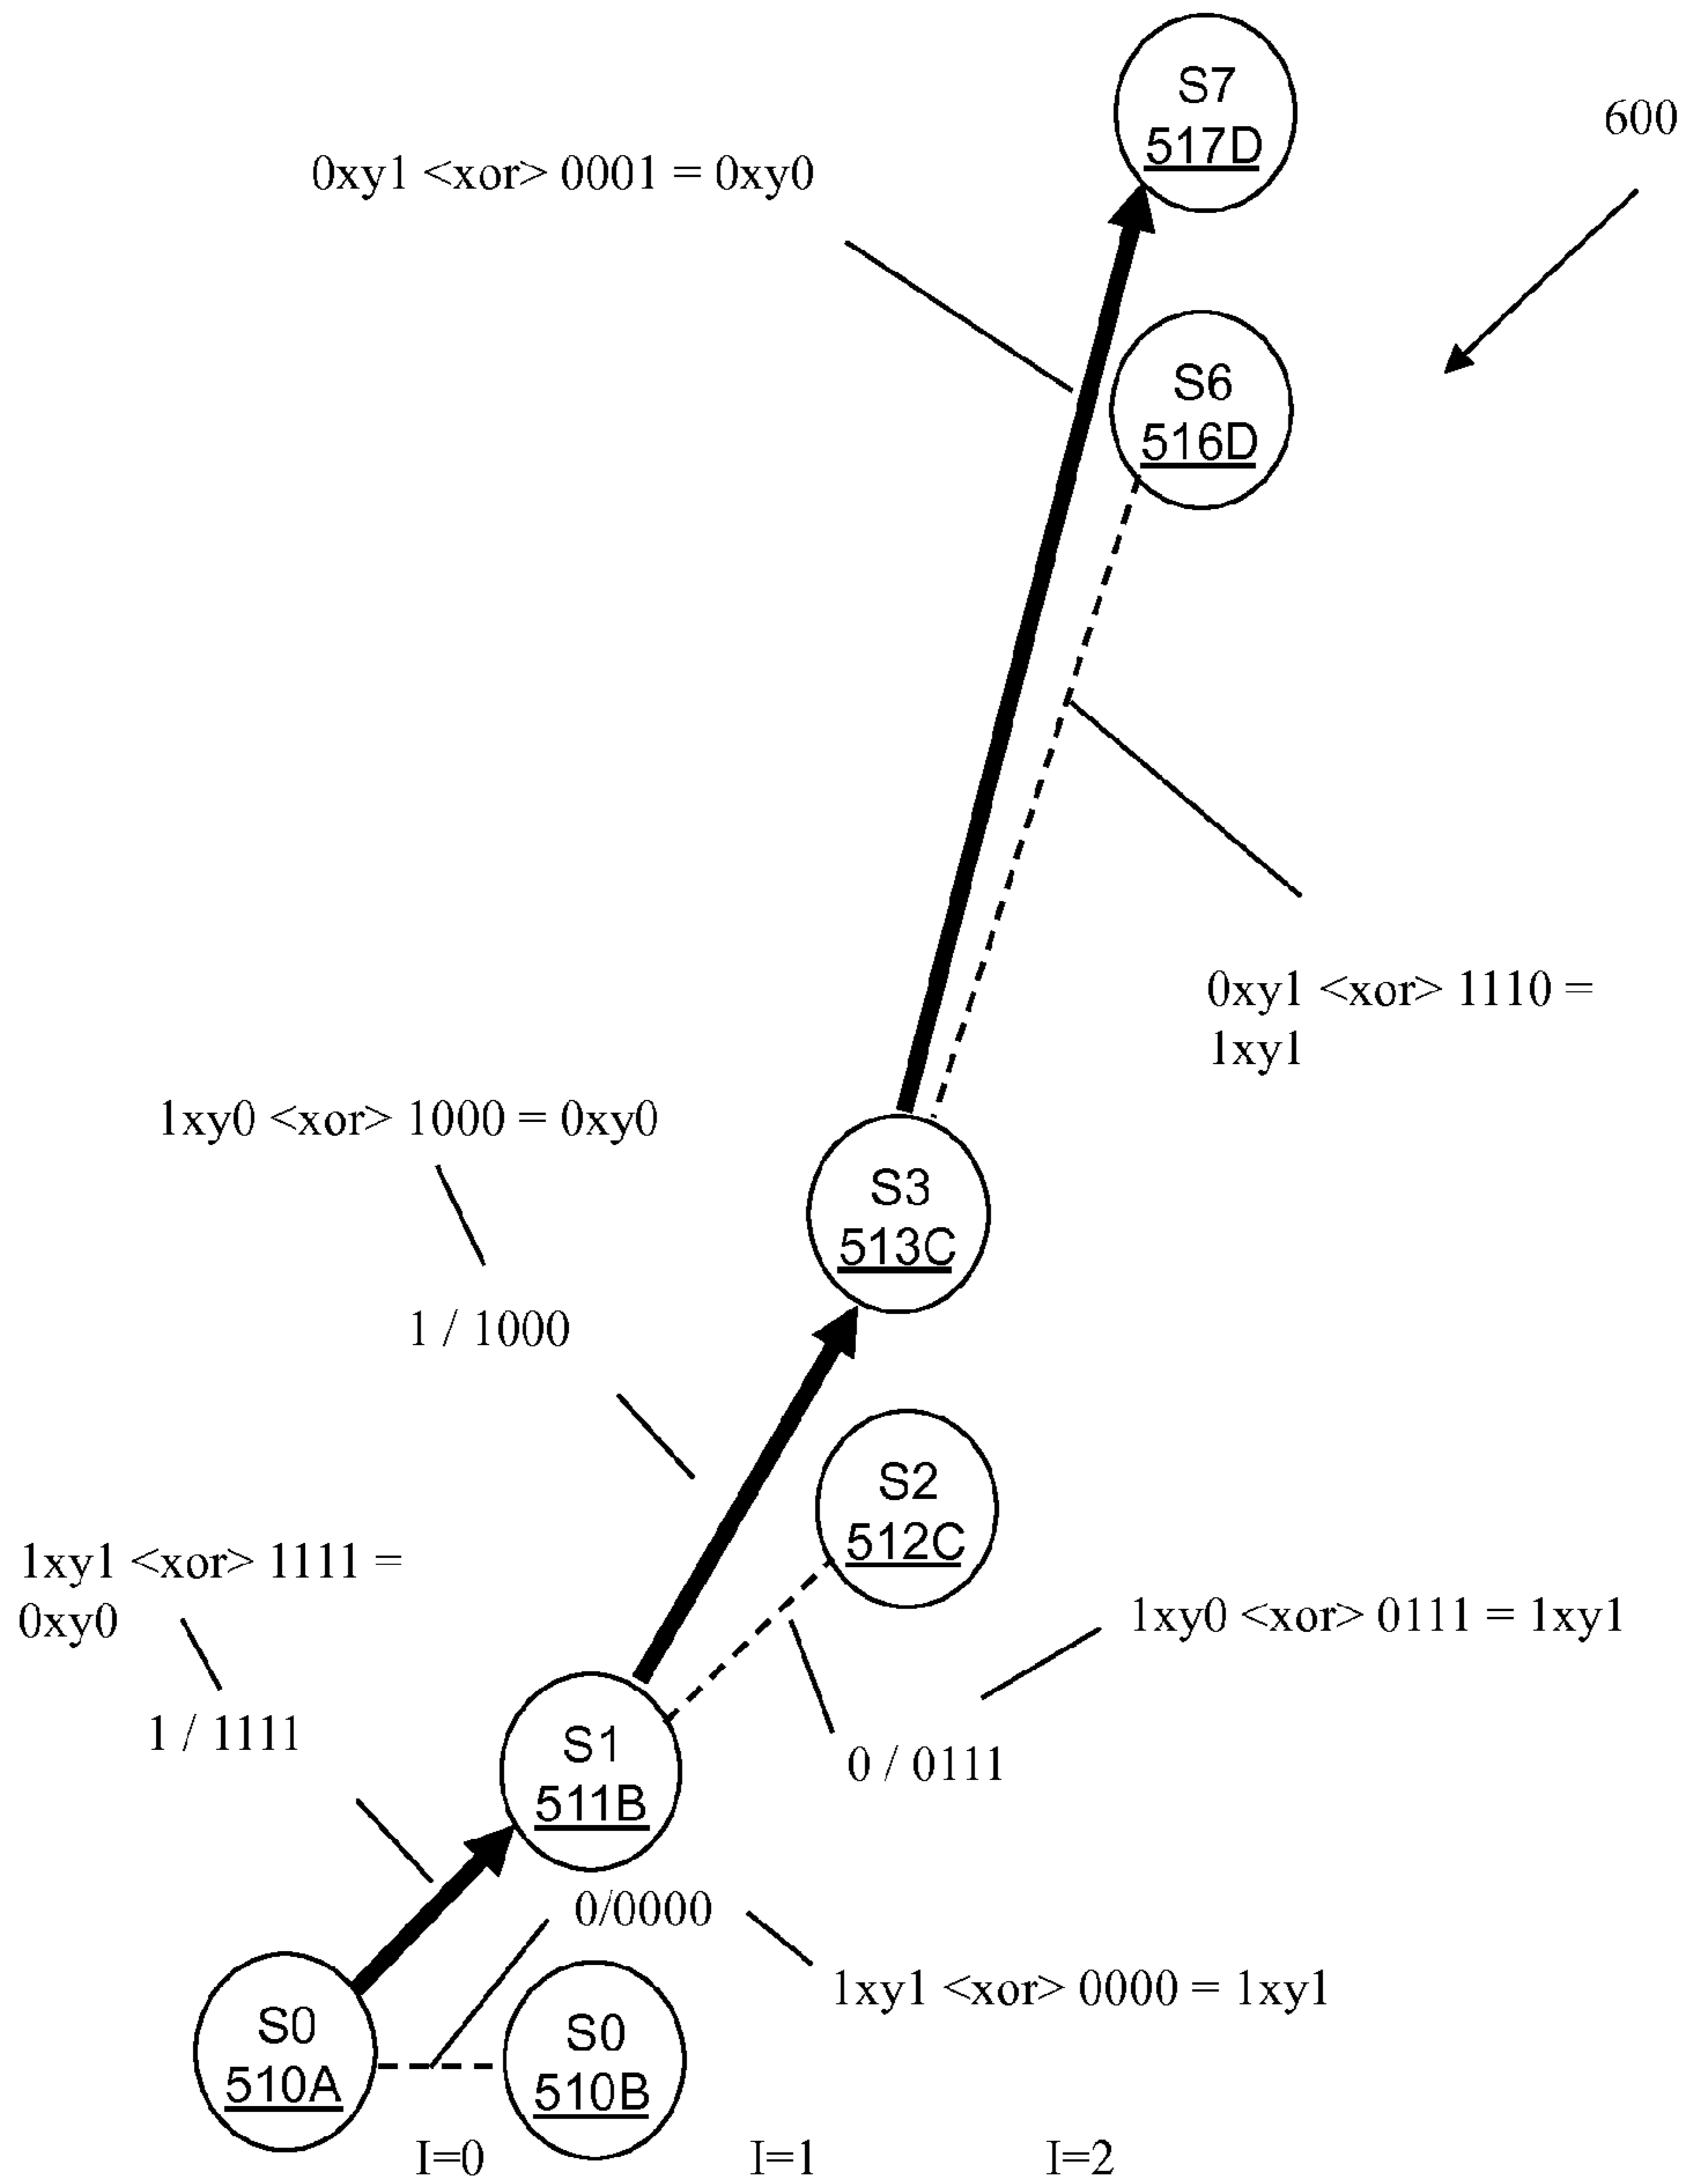 S7
517D
600
0xy1 <xor> 0001 = 0xy0
S6
516D
0xy1 <xor> 1110 =
1xy1
1xy0 <xor> 1000 = 0xy0
S3
513C
1 / 1000
S2
512C
1xy1 <xor> 1111 =
0xy0
1xy0 <xor> 0111 = 1xy1
1 / 1111
S1
511B
0 / 0111
0/0000
1xy1 <xor> 0000 = 1xy1
S0
510A
S0
510B
I=0
I=1
I=2